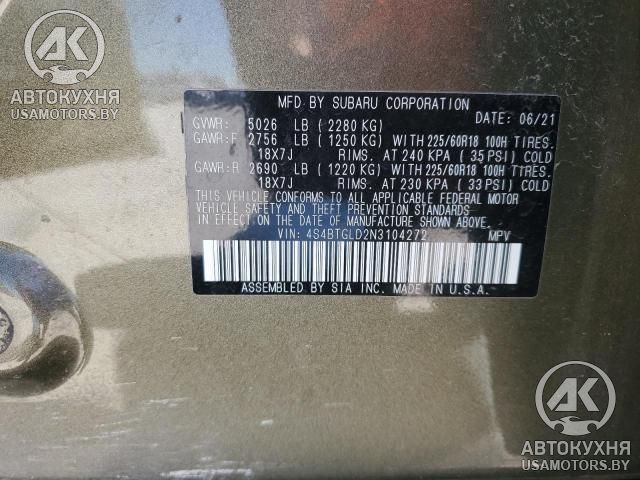 АК
АВТОКУХНЯ
USAMOTORS.BY
MFD BY SUBARU CORPORATION DATE: 06/21
GVWR: 5026 LB (2280 KG)
GAWR:F 2756 LB (1250 KG) WITH 225/60R18 100H TIRES.
18X7J RIMS. AT 240 KPA (35 PSI) COLD
GAWR:R 2690 LB (1220 KG) WITH 225/60R18 100H TIRES.
18X7J RIMS. AT 230 KPA (33 PSI) COLD
THIS VEHICLE CONFORMS TO ALL APPLICABLE FEDERAL MOTOR
VEHICLE SAFETY AND THEFT PREVENTION STANDARDS
IN EFFECT ON THE DATE OF MANUFACTURE SHOWN ABOVE.
VIN: 4S4BTGLD2N3104272 MPV
ASSEMBLED BY SIA INC. MADE IN U.S.A.
АК
АВТОКУХНЯ
USAMOTORS.BY